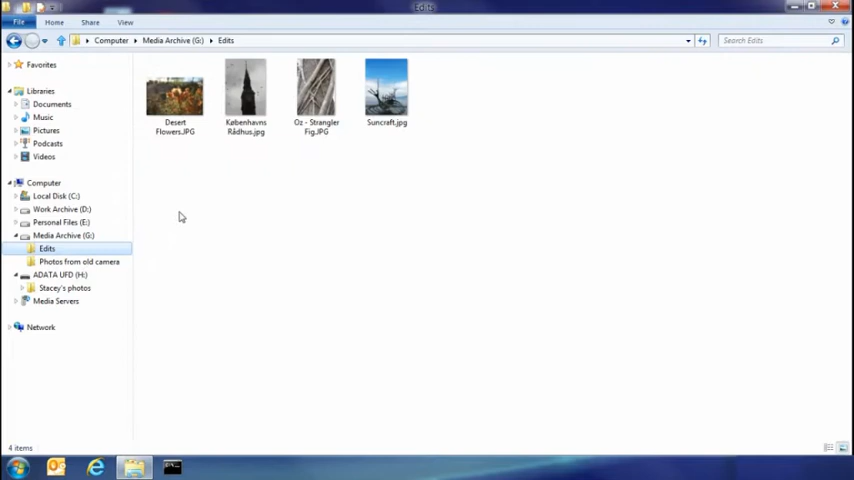 Edits
File Home Share View
Computer Media Archive (G:) Edits
Search Edits
Favorites
Libraries
Documents
Music
Pictures
Podcasts
Videos
Computer
Local Disk (C:)
Work Archive (D:)
Personal Files (E:)
Media Archive (G:)
Edits
Photos from old camera
ADATA UFD (H:)
Stacey's photos
Media Servers
Network
Desert
Flowers.JPG
Københavns
Rådhus.jpg
Oz - Strangler
Fig.JPG
Suncraft.jpg
4 items